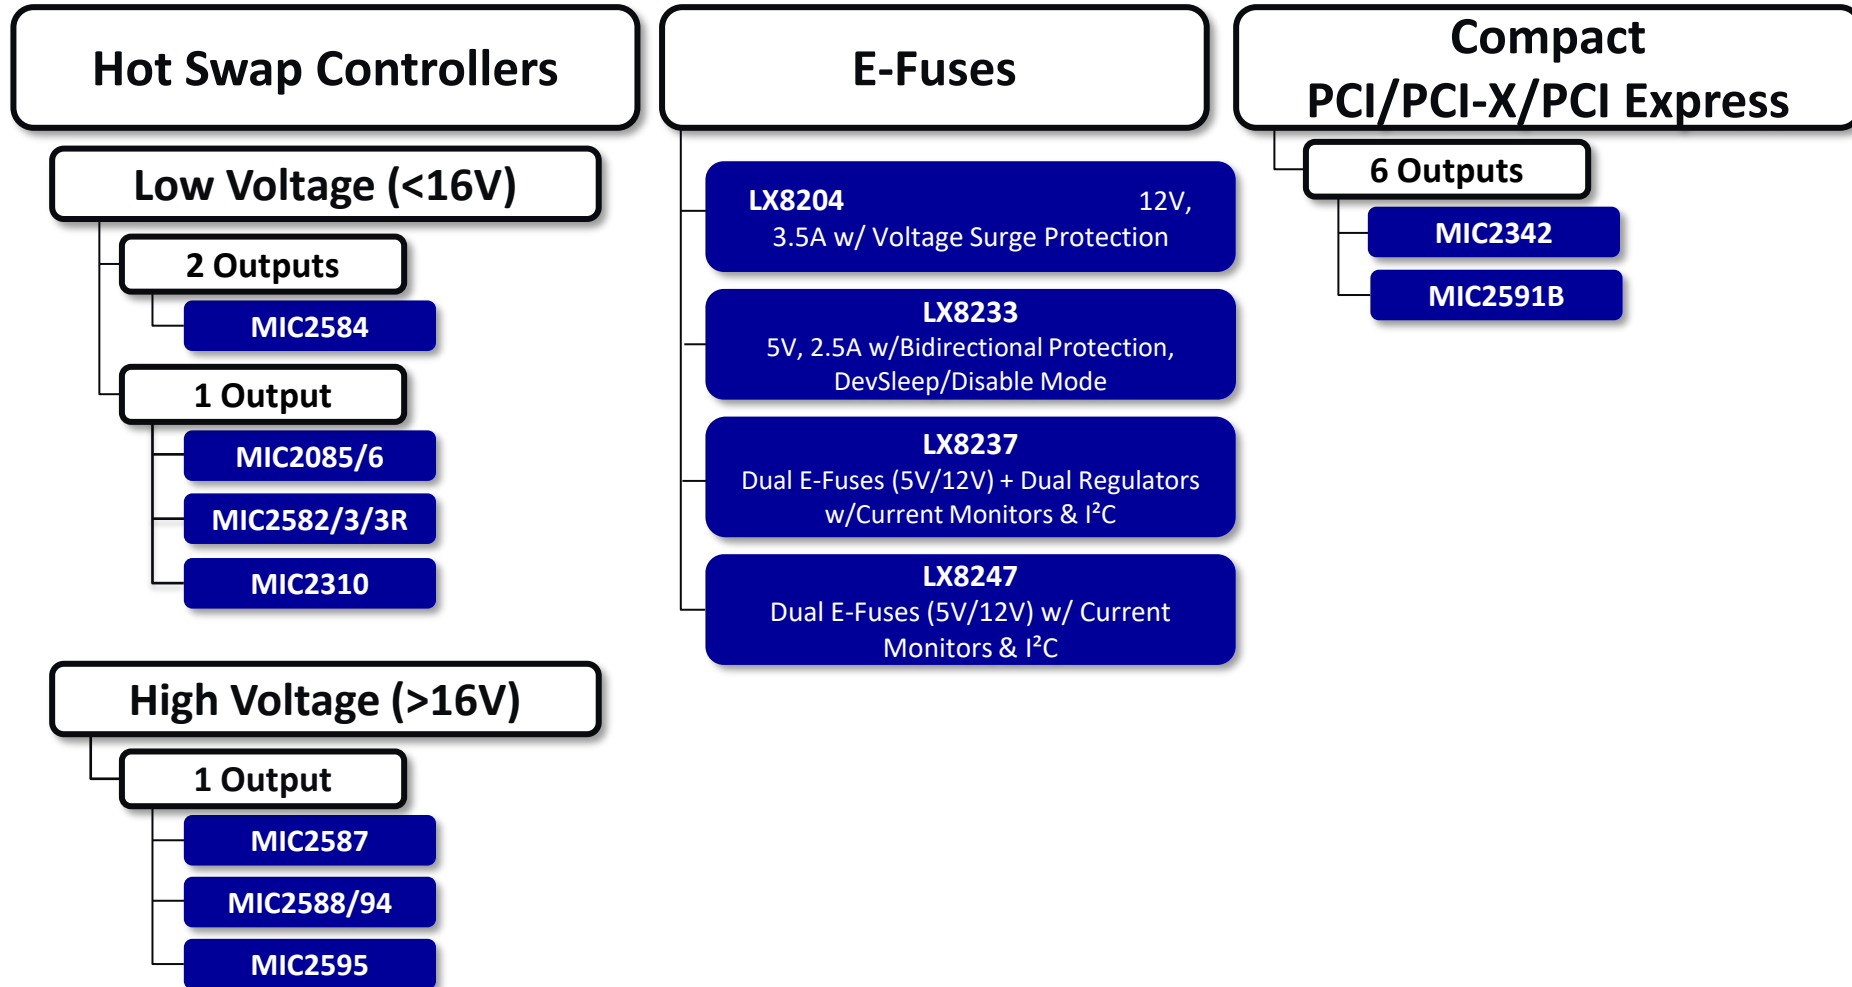 Hot Swap Controllers
Low Voltage (<16V)
2 Outputs
MIC2584
1 Output
MIC2085/6
MIC2582/3/3R
MIC2310
High Voltage (>16V)
1 Output
MIC2587
MIC2588/94
MIC2595
E-Fuses
LX8204 12V,
3.5A w/ Voltage Surge Protection
LX8233
5V, 2.5A w/Bidirectional Protection,
DevSleep/Disable Mode
LX8237
Dual E-Fuses (5V/12V) + Dual Regulators
w/Current Monitors & I²C
LX8247
Dual E-Fuses (5V/12V) w/ Current
Monitors & I²C
Compact
PCI/PCI-X/PCI Express
6 Outputs
MIC2342
MIC2591B